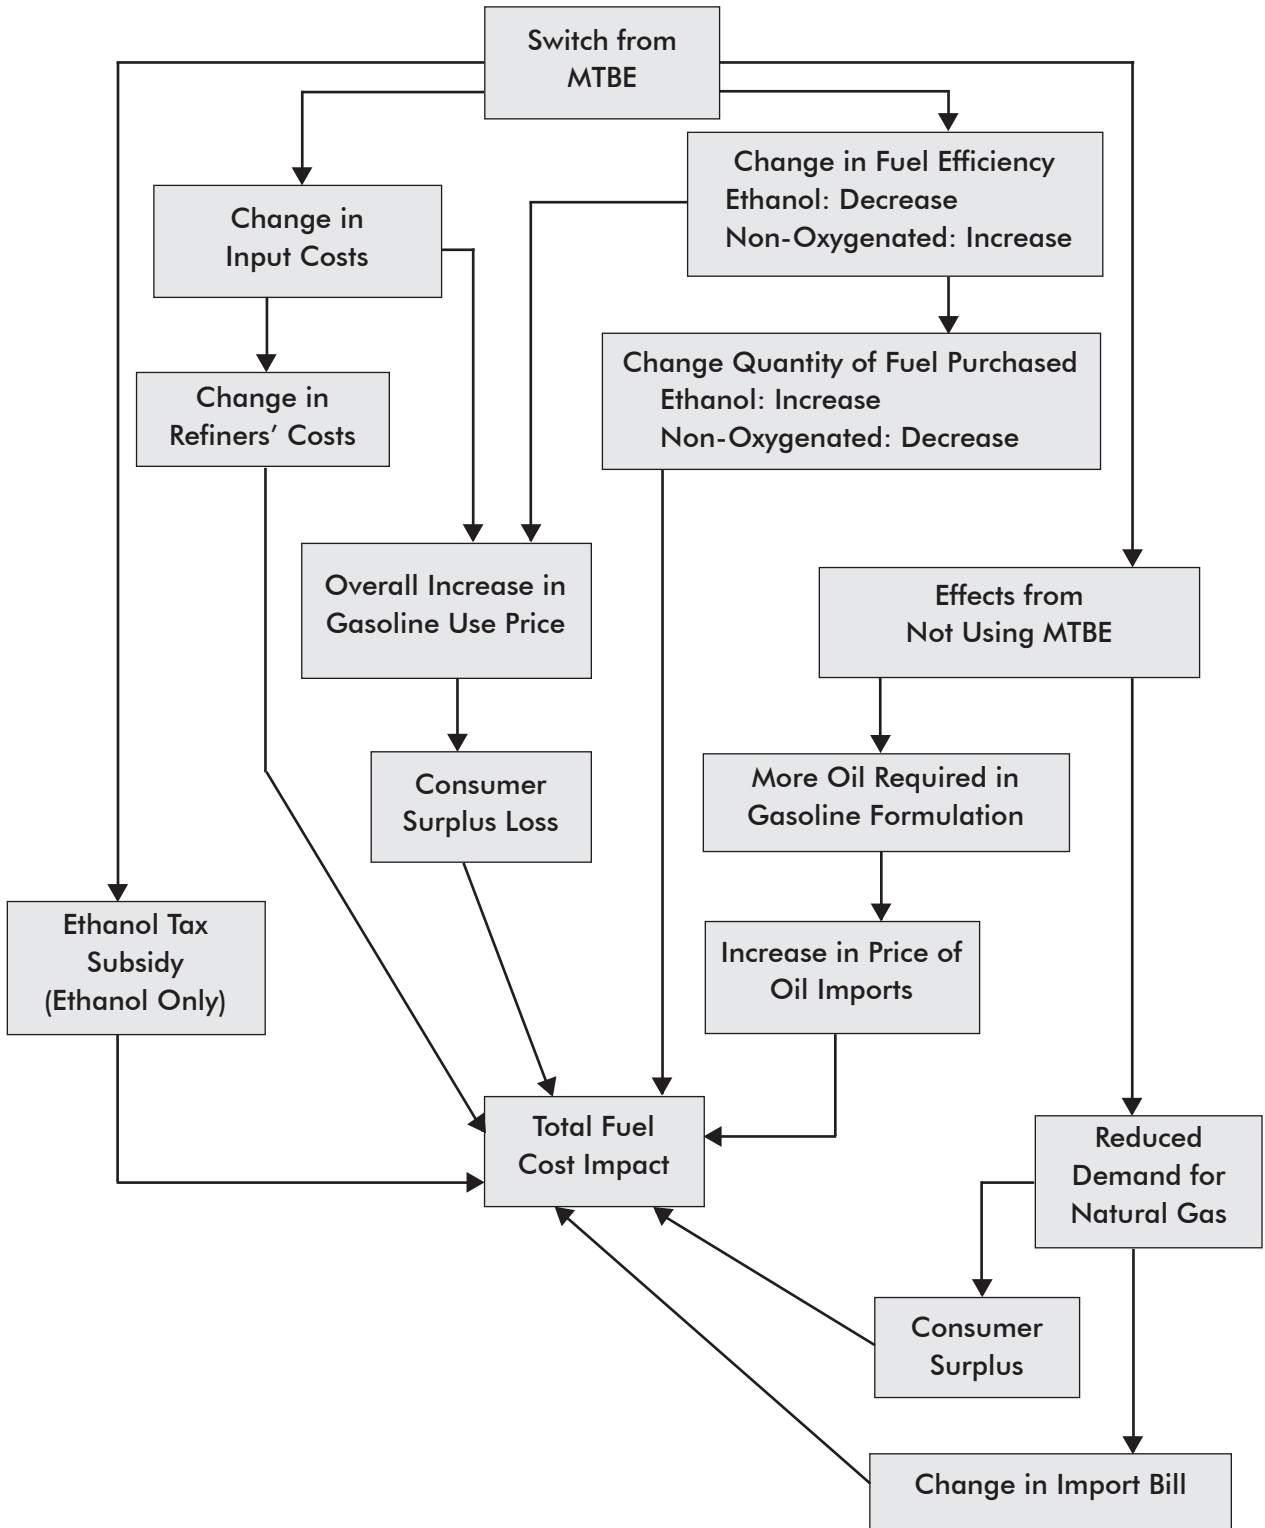 Switch from
MTBE
Change in Fuel Efficiency
Ethanol: Decrease
Non-Oxygenated: Increase
Change in
Input Costs
Change Quantity of Fuel Purchased
Ethanol: Increase
Non-Oxygenated: Decrease
Change in
Refiners’ Costs
Overall Increase in
Gasoline Use Price
Effects from
Not Using MTBE
Consumer
Surplus Loss
More Oil Required in
Gasoline Formulation
Ethanol Tax
Subsidy
(Ethanol Only)
Increase in Price of
Oil Imports
Total Fuel
Cost Impact
Reduced
Demand for
Natural Gas
Consumer
Surplus
Change in Import Bill